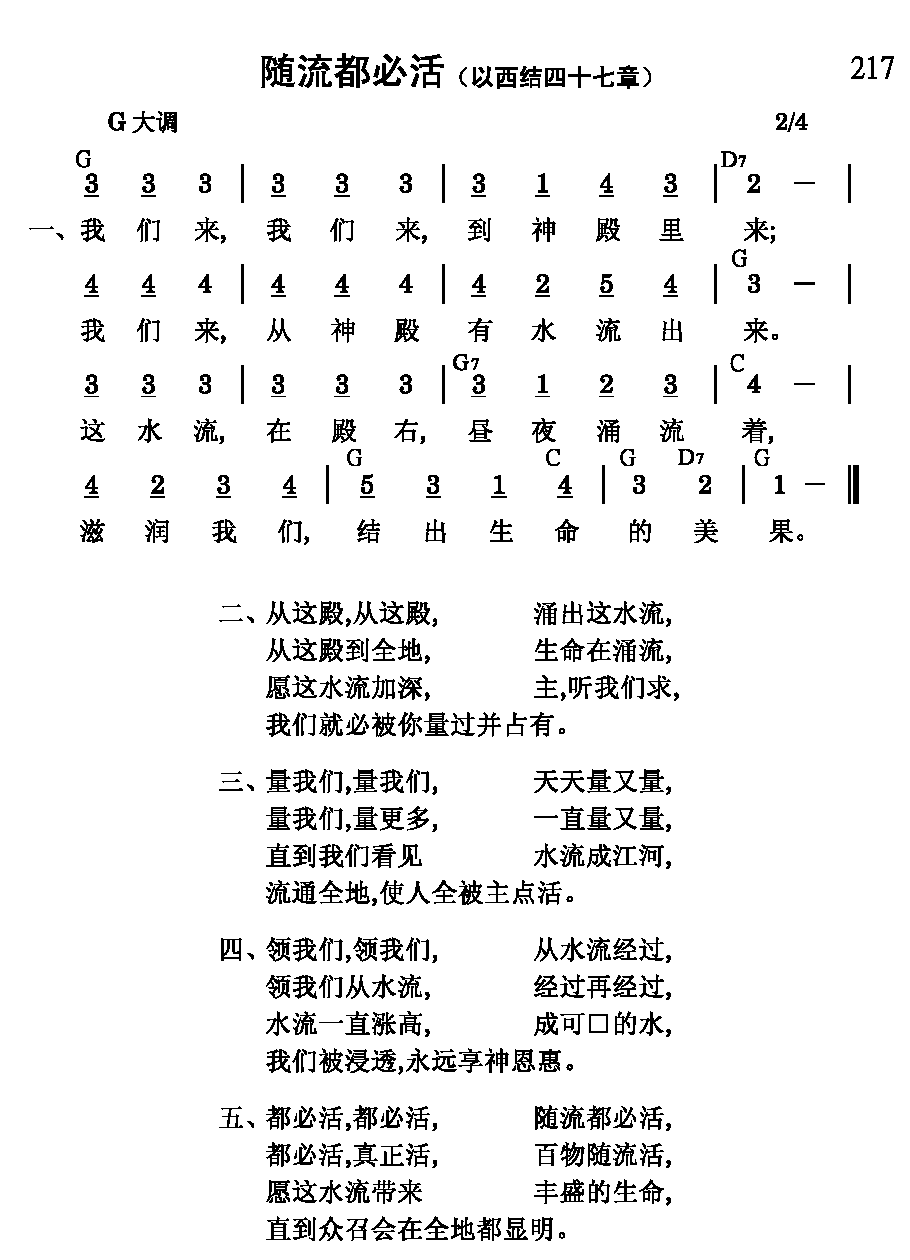 随流都必活（以西结四十七章） 217
G 大调 2/4
G D7
3 3 3 | 3 3 3 | 3 1 4 3 | 2 — |
一、我们来, 我们来, 到神殿里来;
G
4 4 4 | 4 4 4 | 4 2 5 4 | 3 — |
我们来, 从神殿有水流出来。
G7 C
3 3 3 | 3 3 3 | 3 1 2 3 | 4 — |
这水流, 在殿右, 昼夜涌流着,
G C G D7 G
4 2 3 4 | 5 3 1 4 | 3 2 | 1 — ‖
滋润我们, 结出生命的美果。
二、从这殿,从这殿, 涌出这水流,
从这殿到全地, 生命在涌流,
愿这水流加深, 主,听我们求,
我们就必被你量过并占有。
三、量我们,量我们, 天天量又量,
量我们,量更多, 一直量又量,
直到我们看见 水流成江河,
流通全地,使人全被主点活。
四、领我们,领我们, 从水流经过,
领我们从水流, 经过再经过,
水流一直涨高, 成可□的水,
我们被浸透,永远享神恩惠。
五、都必活,都必活, 随流都必活,
都必活,真正活, 百物随流活,
愿这水流带来 丰盛的生命,
直到众召会在全地都显明。